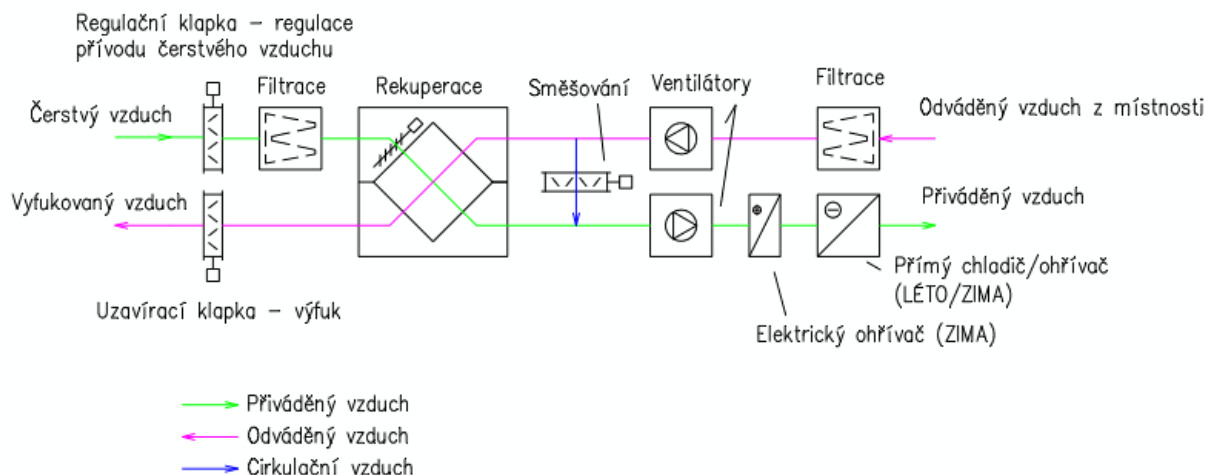 Regulační klapka – regulace
přívodu čerstvého vzduchu
Filtrace
Rekuperace
Směšování
Ventilátory
Filtrace
Čerstvý vzduch
Odváděný vzduch z místnosti
Vyfukovaný vzduch
Přiváděný vzduch
Uzavírací klapka – výfuk
Přímý chladič/ohřívač
(LÉTO/ZIMA)
Elektrický ohřívač (ZIMA)
Přiváděný vzduch
Odváděný vzduch
Cirkulační vzduch